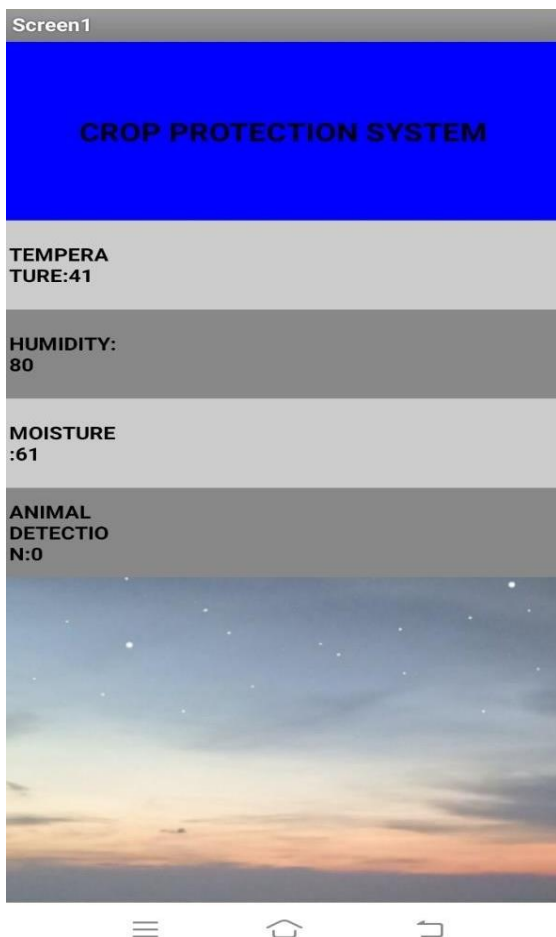 Screen1
CROP PROTECTION SYSTEM
TEMPERA
TURE:41
HUMIDITY:
80
MOISTURE
:61
ANIMAL
DETECTIO
N:0